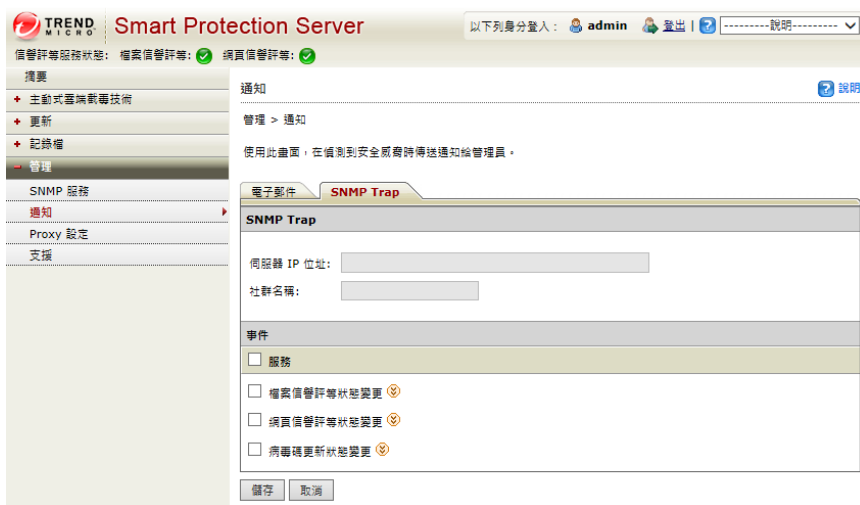 TREND MICRO Smart Protection Server 以下列身分登入: admin 登出 | ---------說明---------
信譽評等服務狀態: 檔案信譽評等: 網頁信譽評等:
摘要
+ 主動式雲端截毒技術
+ 更新
+ 記錄檔
- 管理
SNMP 服務
通知
Proxy 設定
支援
通知 說明
管理 > 通知
使用此畫面，在偵測到安全威脅時傳送通知給管理員。
電子郵件 SNMP Trap
SNMP Trap
伺服器 IP 位址:
社群名稱:
事件
服務
檔案信譽評等狀態變更
網頁信譽評等狀態變更
病毒碼更新狀態變更
儲存 取消